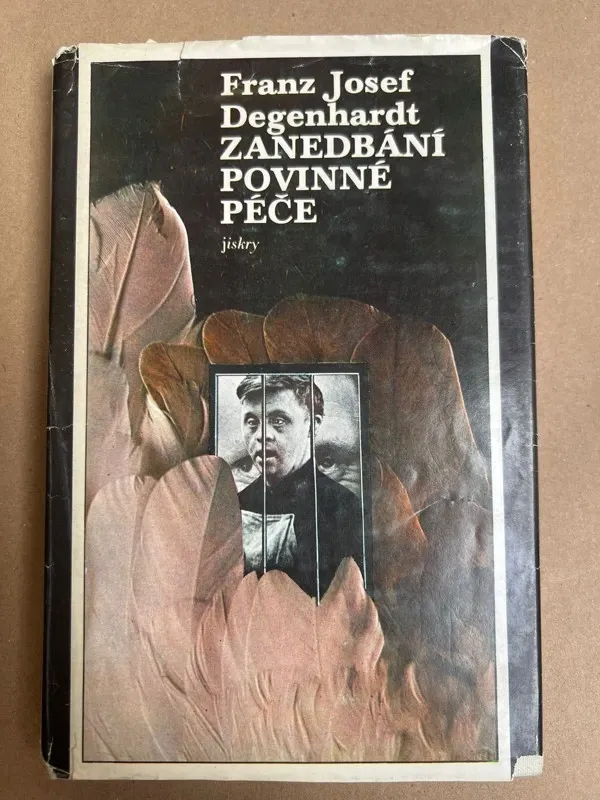 Franz Josef
Degenhardt
ZANEDBÁNÍ
POVINNÉ
PÉČE
jiskry